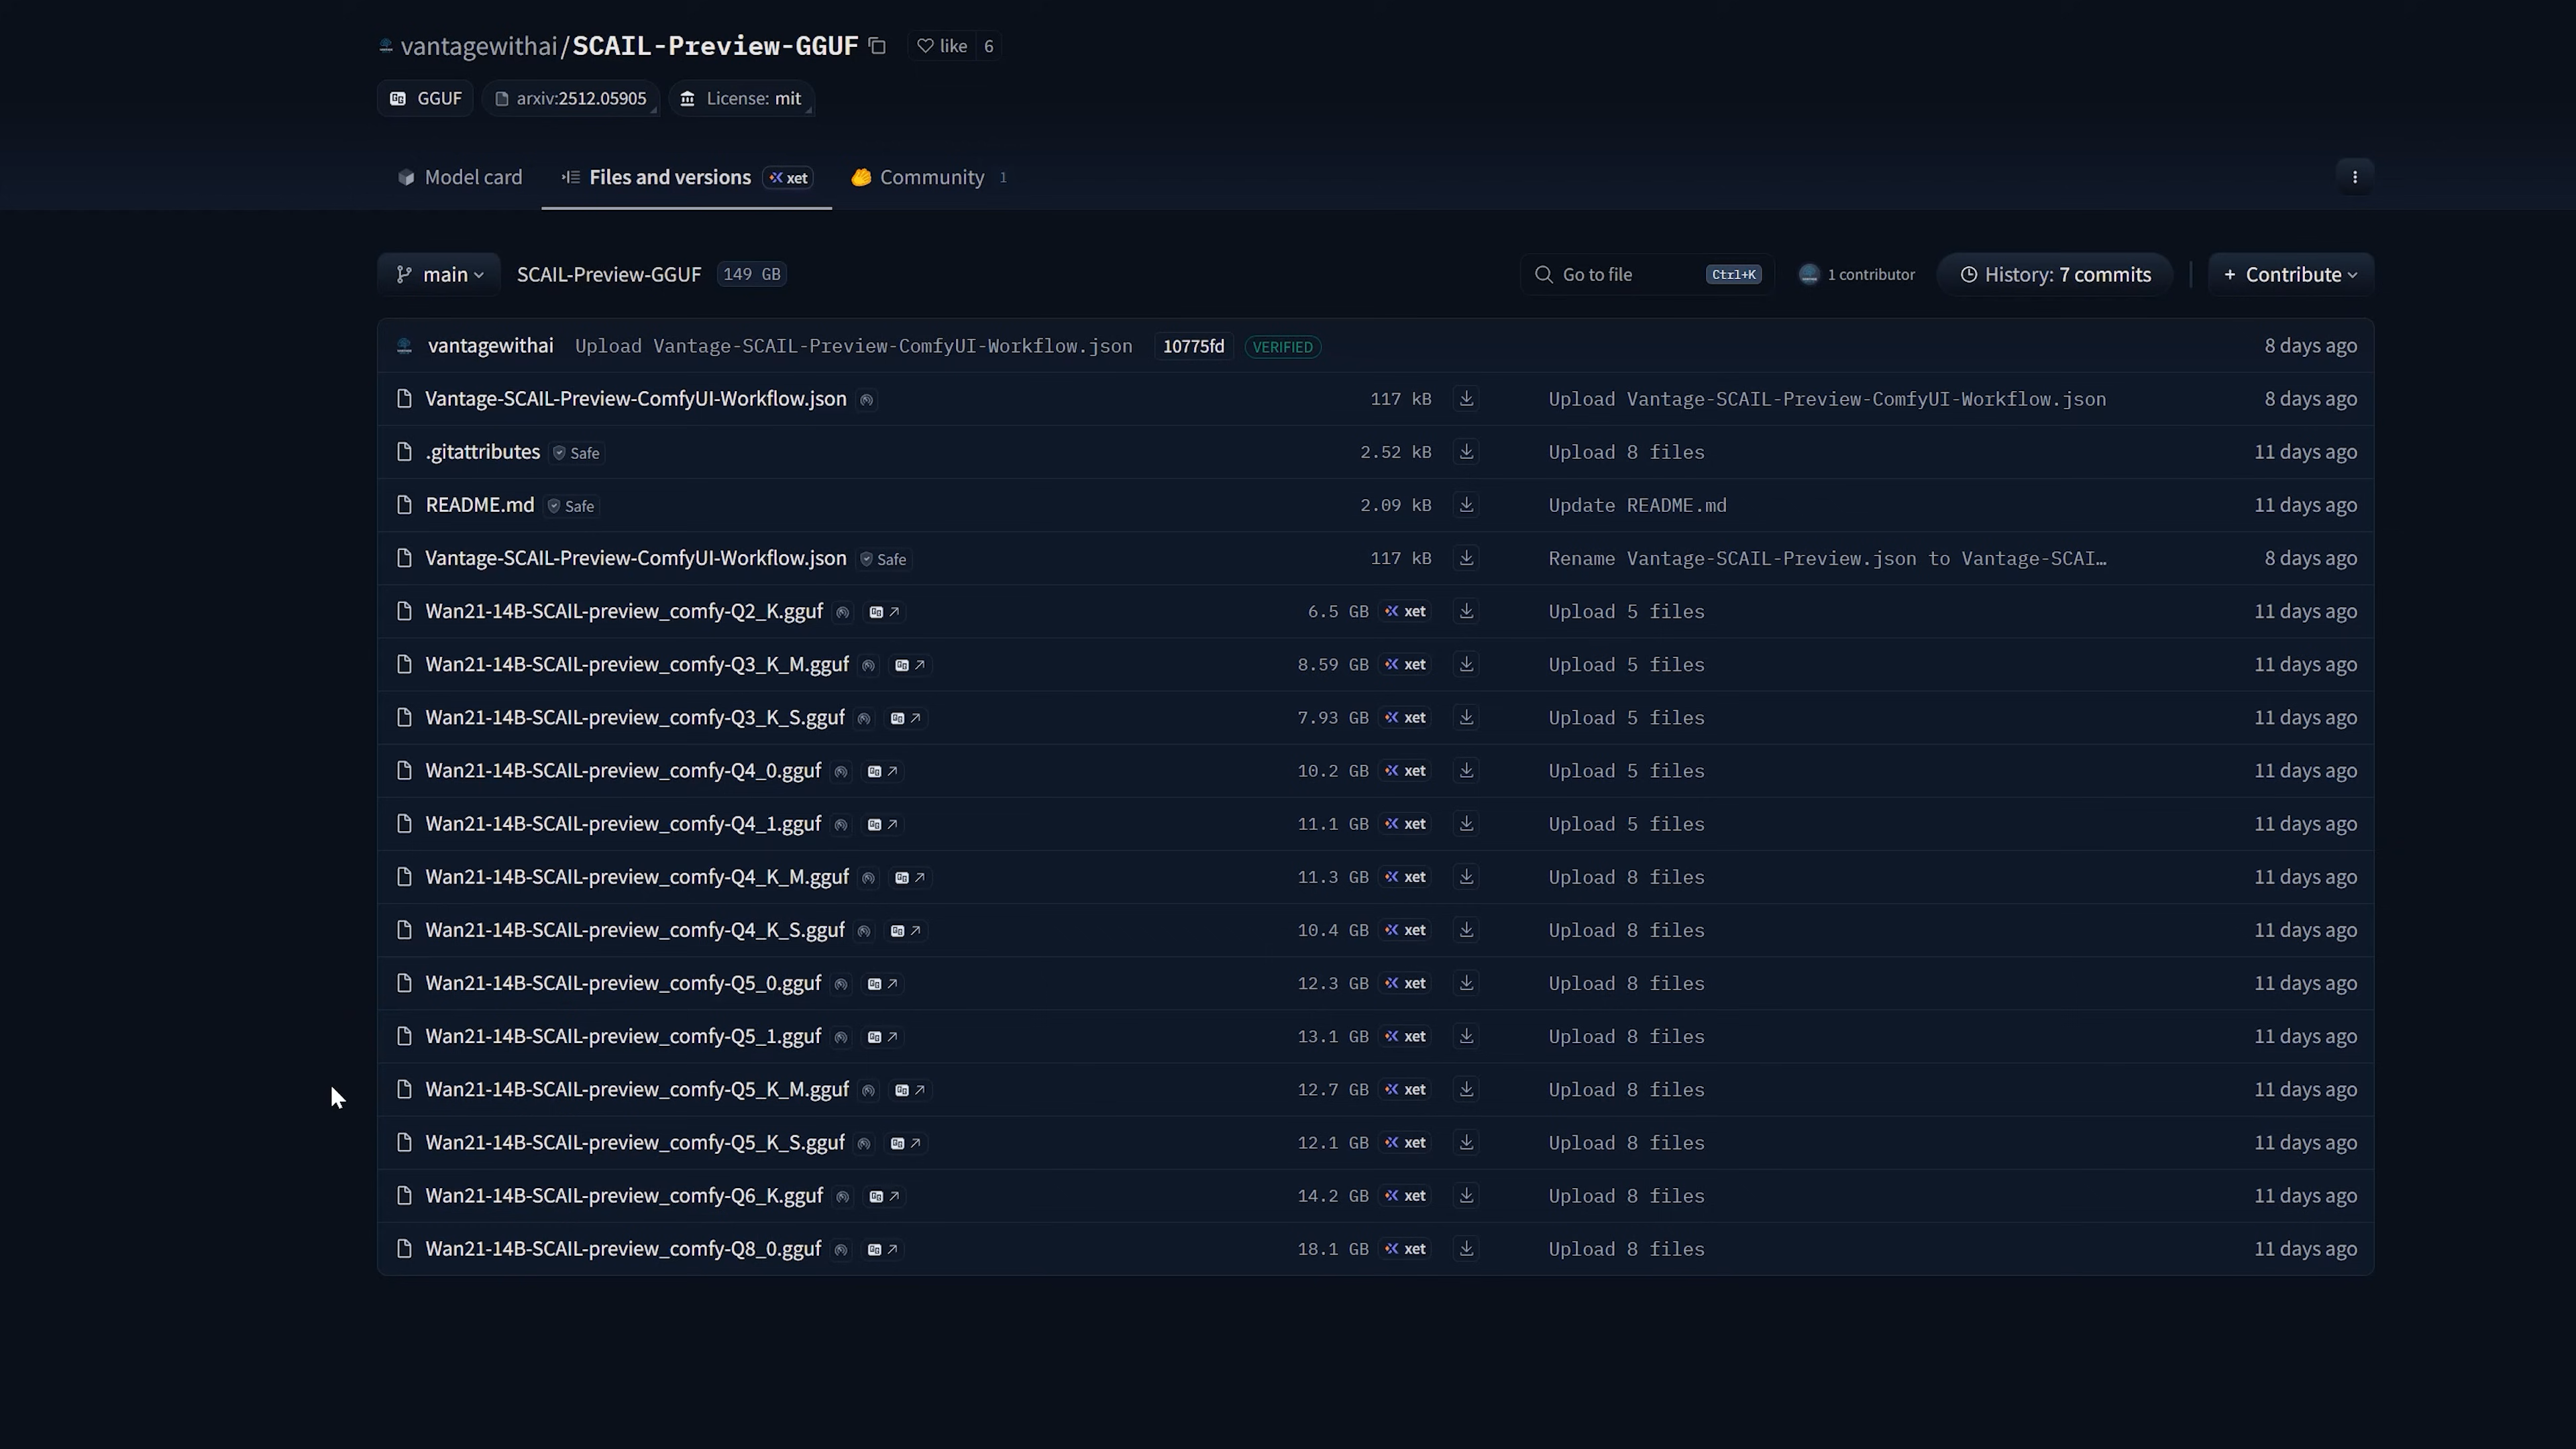 vantagewithai/SCAIL-Preview-GGUF like 6
GGUF arxiv:2512.05905 License: mit
Model card Files and versions xet Community 1
main SCAIL-Preview-GGUF 149 GB Go to file Ctrl+K 1 contributor History: 7 commits + Contribute
vantagewithai Upload Vantage-SCAIL-Preview-ComfyUI-Workflow.json 10775fd VERIFIED 8 days ago
Vantage-SCAIL-Preview-ComfyUI-Workflow.json 117 kB Upload Vantage-SCAIL-Preview-ComfyUI-Workflow.json 8 days ago
.gitattributes Safe 2.52 kB Upload 8 files 11 days ago
README.md Safe 2.09 kB Update README.md 11 days ago
Vantage-SCAIL-Preview-ComfyUI-Workflow.json Safe 117 kB Rename Vantage-SCAIL-Preview.json to Vantage-SCAI… 8 days ago
Wan21-14B-SCAIL-preview_comfy-Q2_K.gguf 6.5 GB xet Upload 5 files 11 days ago
Wan21-14B-SCAIL-preview_comfy-Q3_K_M.gguf 8.59 GB xet Upload 5 files 11 days ago
Wan21-14B-SCAIL-preview_comfy-Q3_K_S.gguf 7.93 GB xet Upload 5 files 11 days ago
Wan21-14B-SCAIL-preview_comfy-Q4_0.gguf 10.2 GB xet Upload 5 files 11 days ago
Wan21-14B-SCAIL-preview_comfy-Q4_1.gguf 11.1 GB xet Upload 5 files 11 days ago
Wan21-14B-SCAIL-preview_comfy-Q4_K_M.gguf 11.3 GB xet Upload 8 files 11 days ago
Wan21-14B-SCAIL-preview_comfy-Q4_K_S.gguf 10.4 GB xet Upload 8 files 11 days ago
Wan21-14B-SCAIL-preview_comfy-Q5_0.gguf 12.3 GB xet Upload 8 files 11 days ago
Wan21-14B-SCAIL-preview_comfy-Q5_1.gguf 13.1 GB xet Upload 8 files 11 days ago
Wan21-14B-SCAIL-preview_comfy-Q5_K_M.gguf 12.7 GB xet Upload 8 files 11 days ago
Wan21-14B-SCAIL-preview_comfy-Q5_K_S.gguf 12.1 GB xet Upload 8 files 11 days ago
Wan21-14B-SCAIL-preview_comfy-Q6_K.gguf 14.2 GB xet Upload 8 files 11 days ago
Wan21-14B-SCAIL-preview_comfy-Q8_0.gguf 18.1 GB xet Upload 8 files 11 days ago